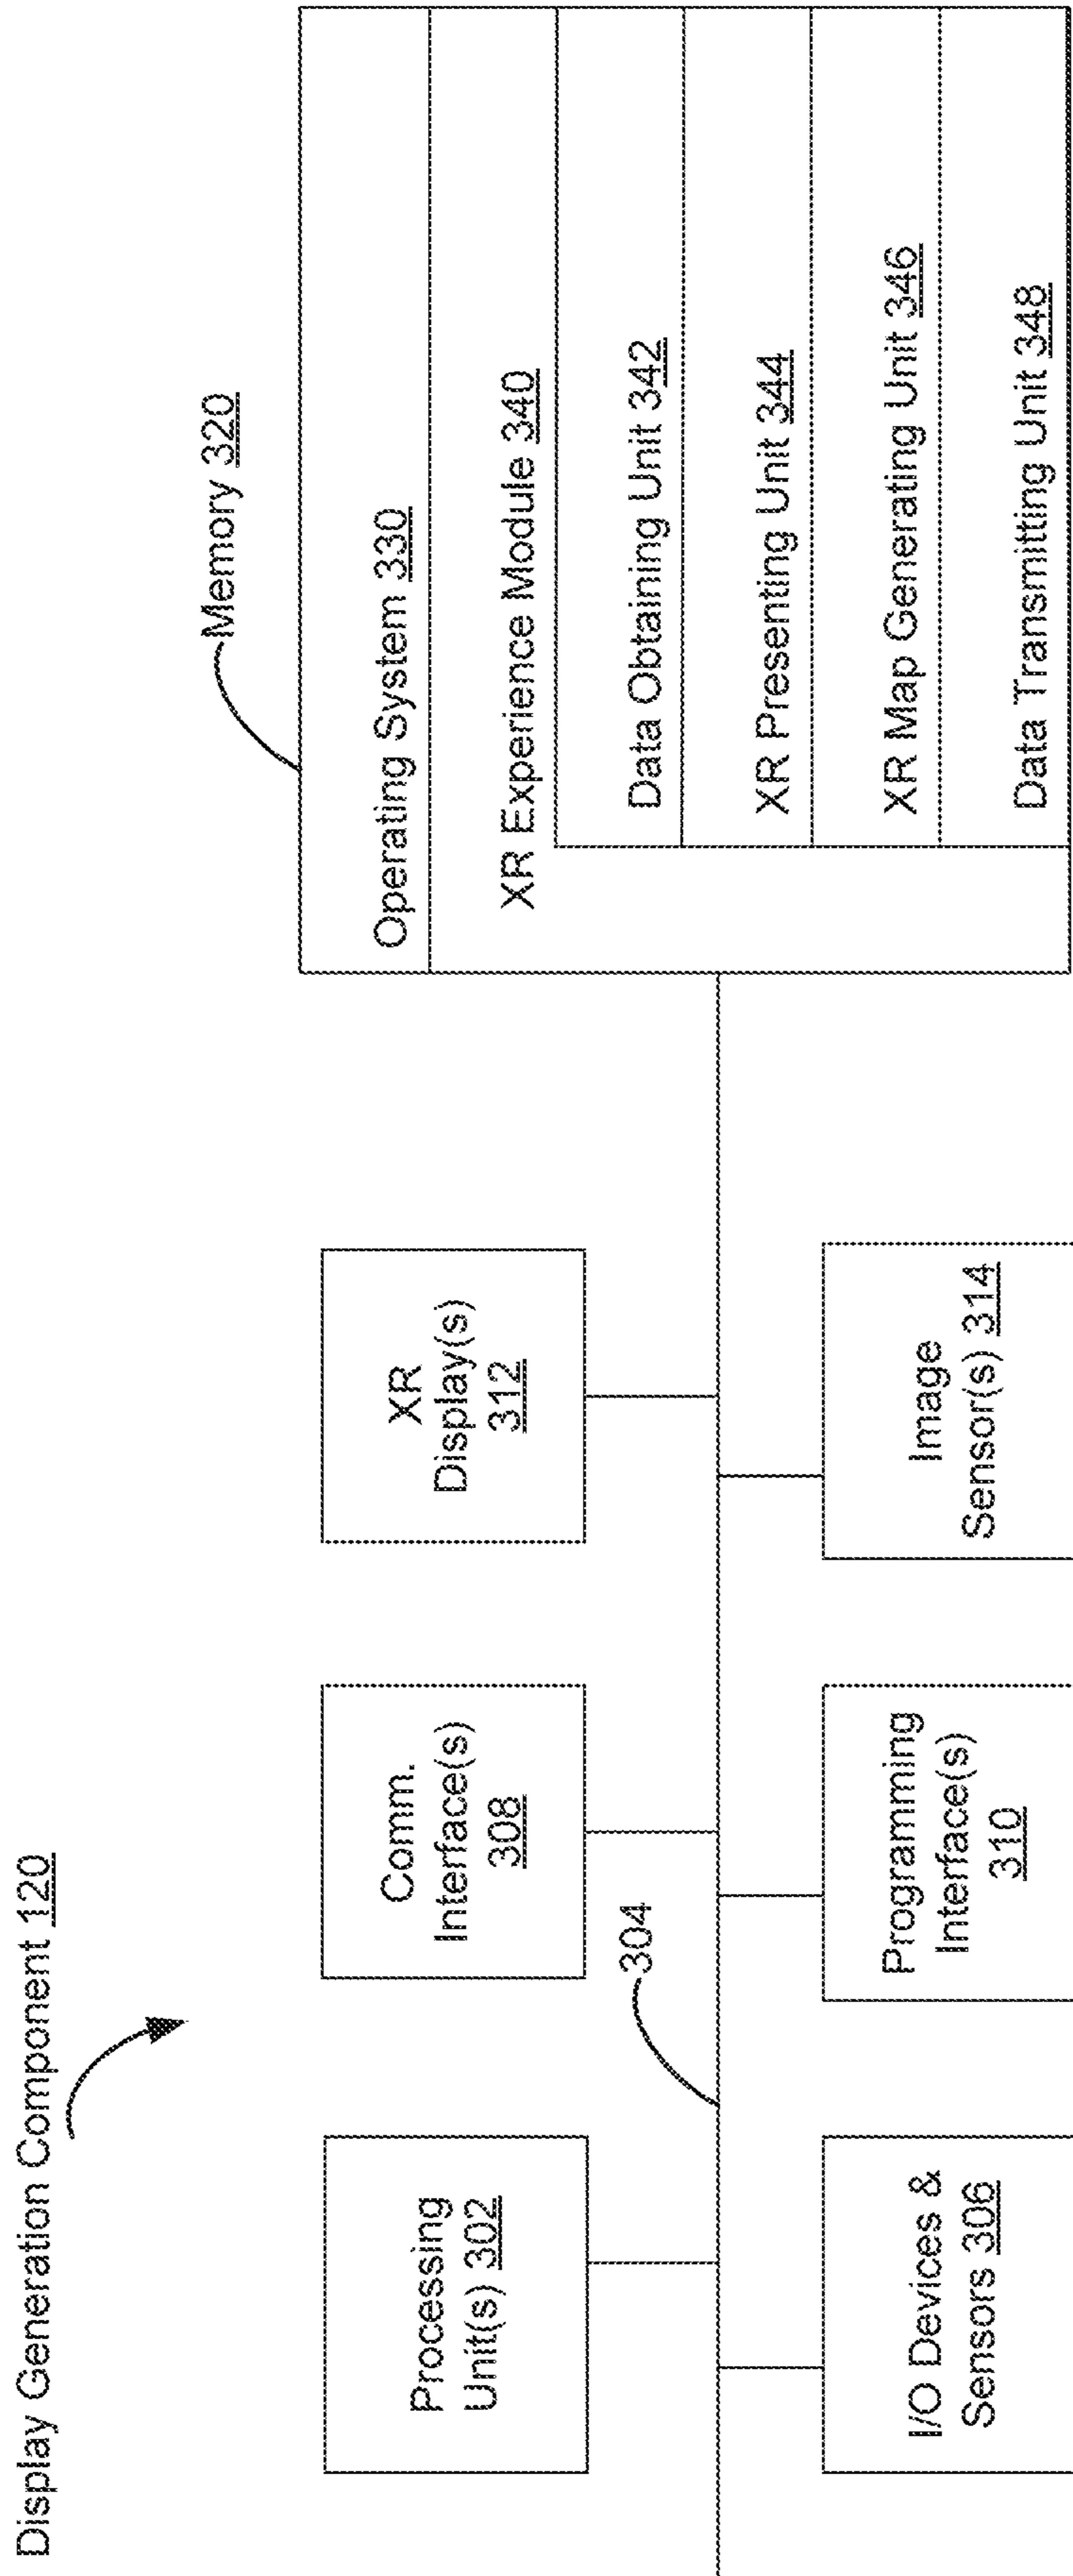 Display Generation Component 120
Memory 320
Processing
Unit(s) 302
Comm.
Interface(s)
308
XR
Display(s)
312
304
I/O Devices &
Sensors 306
Programming
Interface(s)
310
Image
Sensor(s) 314
Operating System 330
XR Experience Module 340
Data Obtaining Unit 342
XR Presenting Unit 344
XR Map Generating Unit 346
Data Transmitting Unit 348